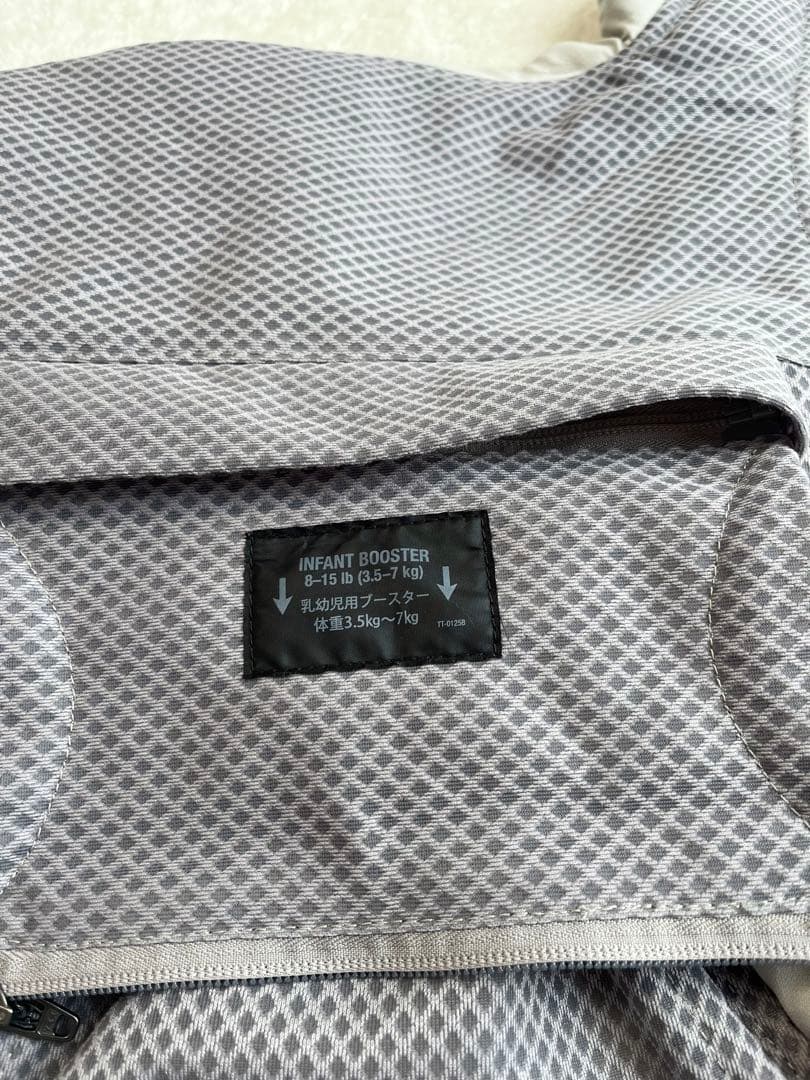 INFANT BOOSTER
8–15 lb (3.5–7 kg)
乳幼児用ブースター
体重3.5kg〜7kg
TT-0125B